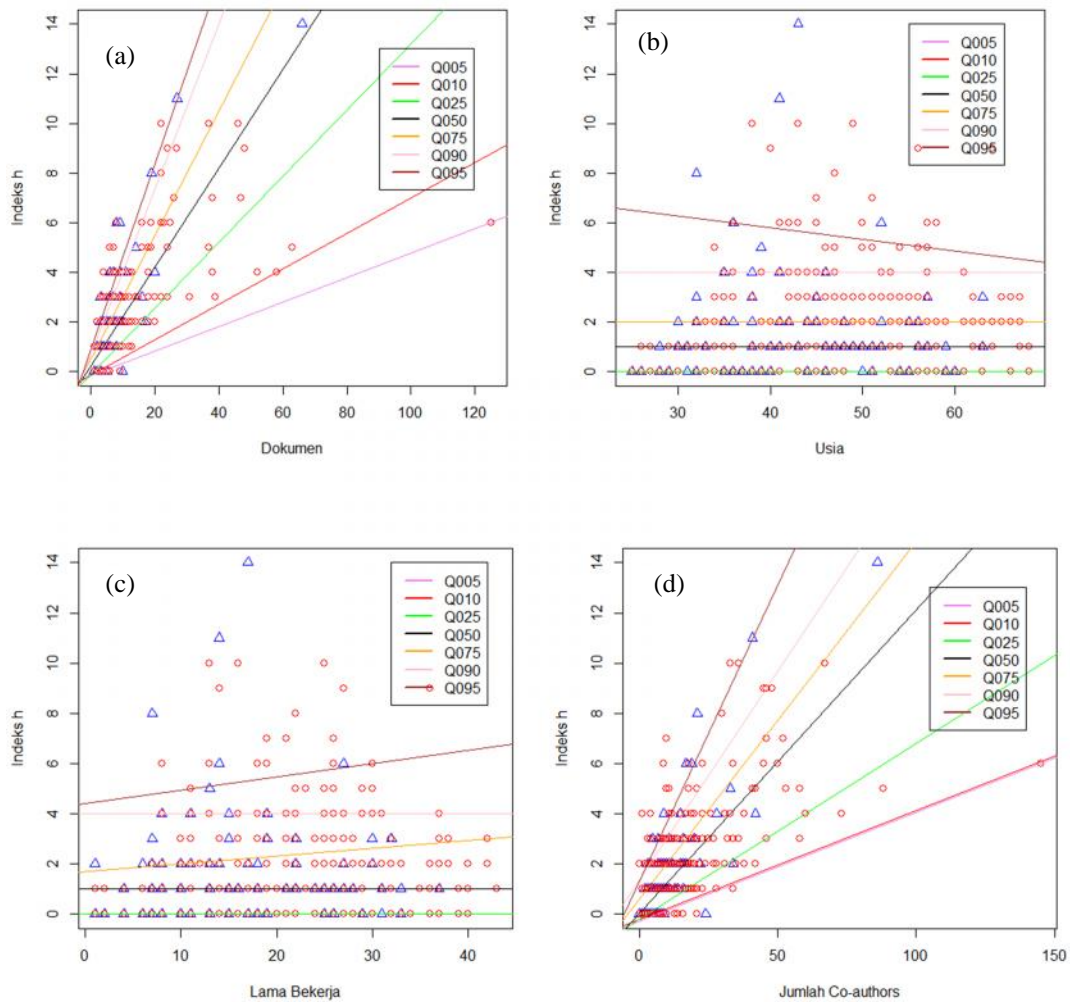 (a)
Indeks h
14
12
10
8
6
4
2
0
Q005
Q010
Q025
Q050
Q075
Q090
Q095
0 20 40 60 80 100 120
Dokumen
(b)
Indeks h
14
12
10
8
6
4
2
0
Q005
Q010
Q025
Q050
Q075
Q090
Q095
30 40 50 60
Usia
(c)
Indeks h
14
12
10
8
6
4
2
0
Q005
Q010
Q025
Q050
Q075
Q090
Q095
0 10 20 30 40
Lama Bekerja
(d)
Indeks h
14
12
10
8
6
4
2
0
Q005
Q010
Q025
Q050
Q075
Q090
Q095
0 50 100 150
Jumlah Co-authors